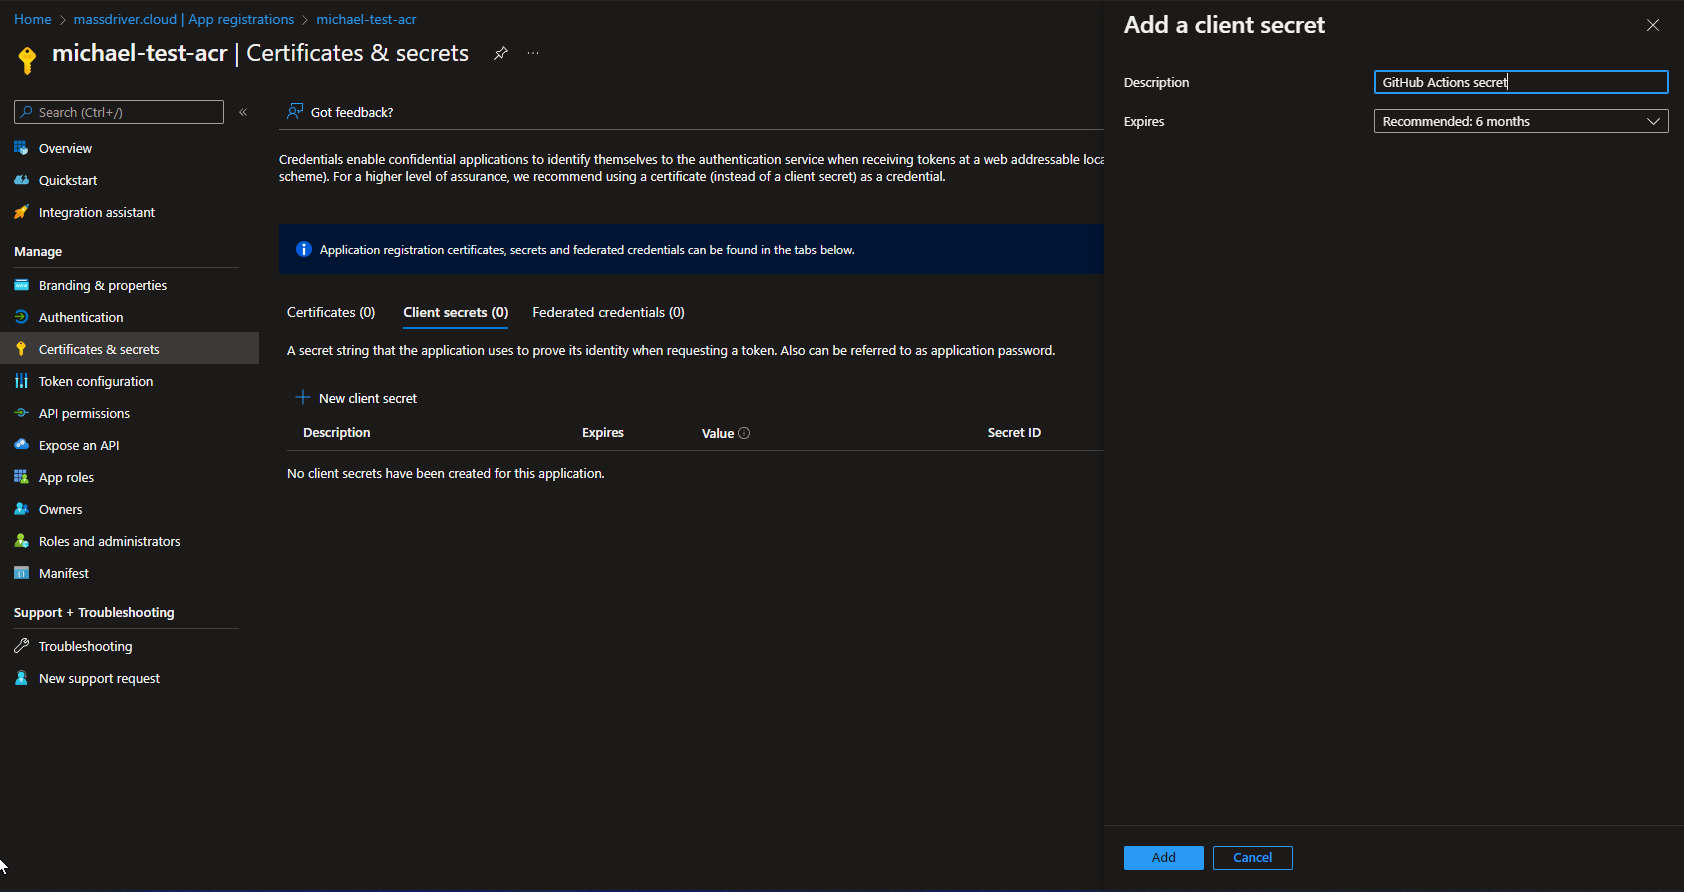 Home > massdriver.cloud | App registrations > michael-test-acr
michael-test-acr | Certificates & secrets
Search (Ctrl+/)
Overview
Quickstart
Integration assistant
Manage
Branding & properties
Authentication
Certificates & secrets
Token configuration
API permissions
Expose an API
App roles
Owners
Roles and administrators
Manifest
Support + Troubleshooting
Troubleshooting
New support request
Got feedback?
Credentials enable confidential applications to identify themselves to the authentication service when receiving tokens at a web addressable loca
scheme). For a higher level of assurance, we recommend using a certificate (instead of a client secret) as a credential.
Application registration certificates, secrets and federated credentials can be found in the tabs below.
Certificates (0) Client secrets (0) Federated credentials (0)
A secret string that the application uses to prove its identity when requesting a token. Also can be referred to as application password.
New client secret
Description Expires Value Secret ID
No client secrets have been created for this application.
Add a client secret
Description GitHub Actions secret
Expires Recommended: 6 months
Add Cancel